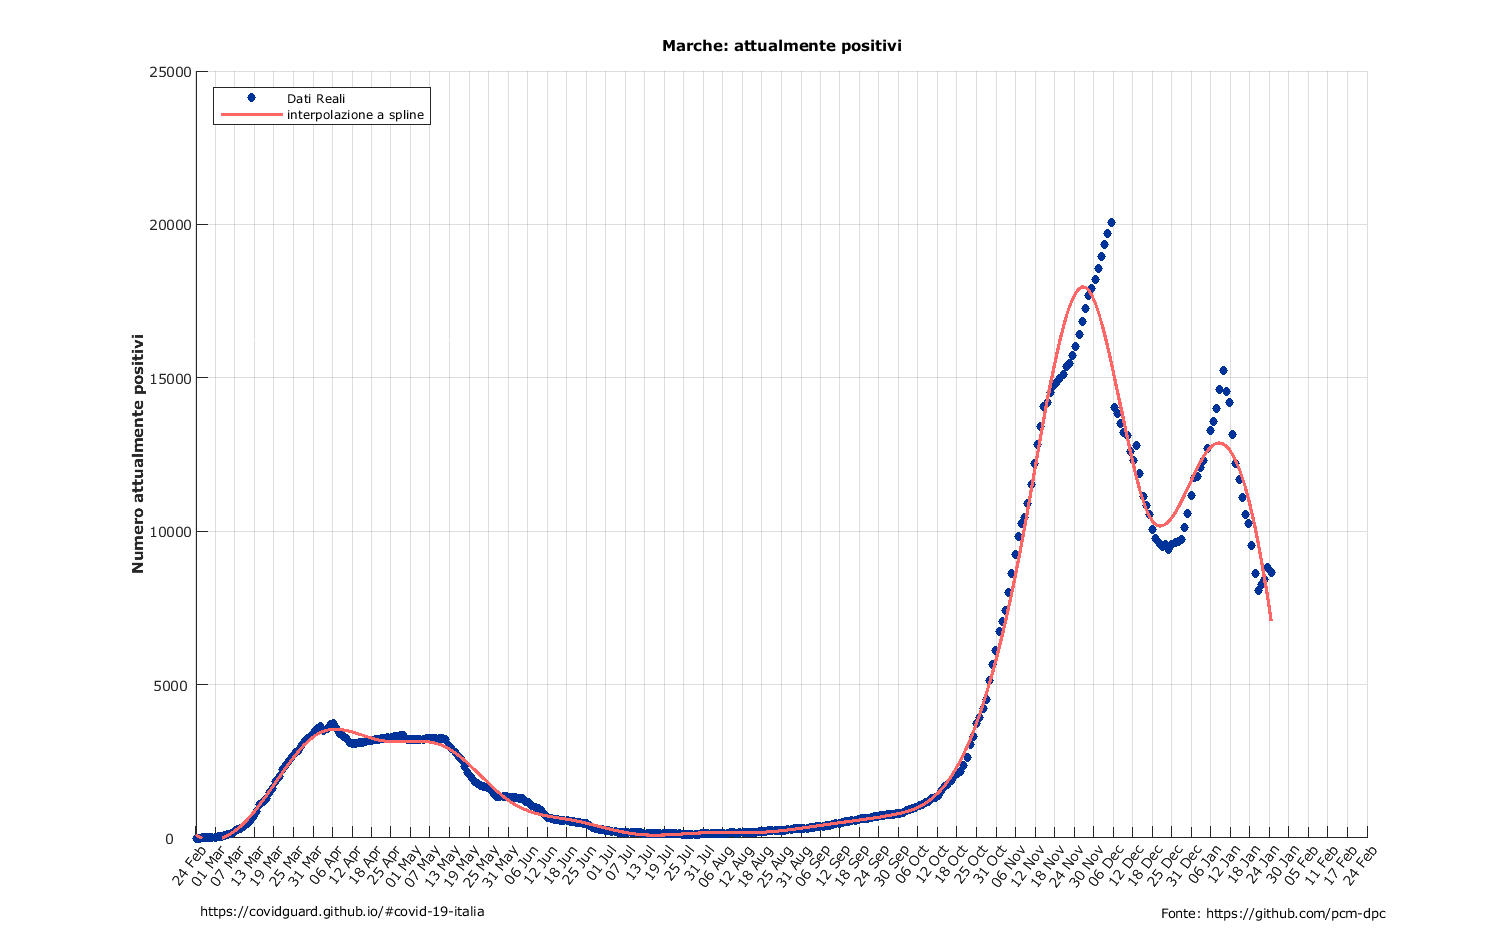 Marche: attualmente positivi
Dati Reali
interpolazione a spline
Numero attualmente positivi
25000
20000
15000
10000
5000
0
24 Feb
01 Mar
07 Mar
13 Mar
19 Mar
25 Mar
31 Mar
06 Apr
12 Apr
18 Apr
25 Apr
01 May
07 May
13 May
19 May
25 May
31 May
06 Jun
12 Jun
18 Jun
25 Jun
01 Jul
07 Jul
13 Jul
19 Jul
25 Jul
31 Jul
06 Aug
12 Aug
18 Aug
25 Aug
31 Aug
06 Sep
12 Sep
18 Sep
24 Sep
30 Sep
06 Oct
12 Oct
18 Oct
25 Oct
31 Oct
06 Nov
12 Nov
18 Nov
24 Nov
30 Nov
06 Dec
12 Dec
18 Dec
25 Dec
31 Dec
06 Jan
12 Jan
18 Jan
24 Jan
30 Jan
05 Feb
11 Feb
17 Feb
24 Feb
https://covidguard.github.io/#covid-19-italia
Fonte: https://github.com/pcm-dpc